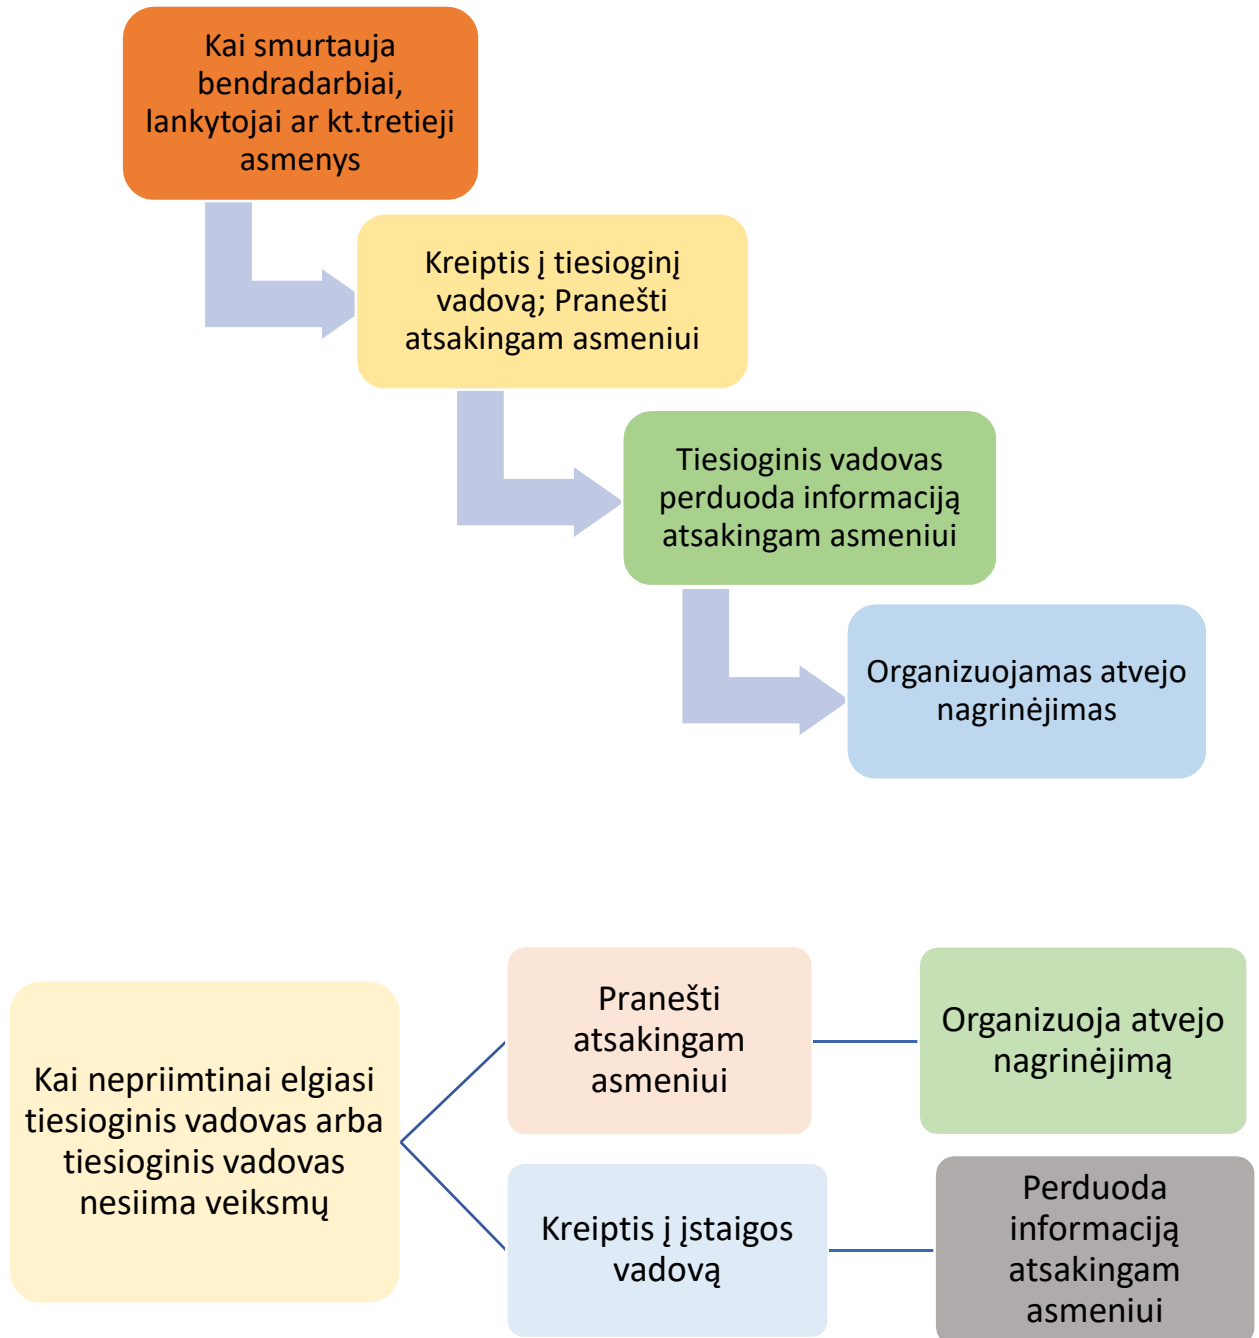 Kai smurtauja
bendradarbiai,
lankytojai ar kt.tretieji
asmenys
Kreiptis į tiesioginį
vadovą; Pranešti
atsakingam asmeniui
Tiesioginis vadovas
perduoda informaciją
atsakingam asmeniui
Organizuojamas atvejo
nagrinėjimas
Kai nepriimtinai elgiasi
tiesioginis vadovas arba
tiesioginis vadovas
nesiima veiksmų
Pranešti
atsakingam
asmeniui
Organizuoja atvejo
nagrinėjimą
Kreiptis į įstaigos
vadovą
Perduoda
informaciją
atsakingam
asmeniui